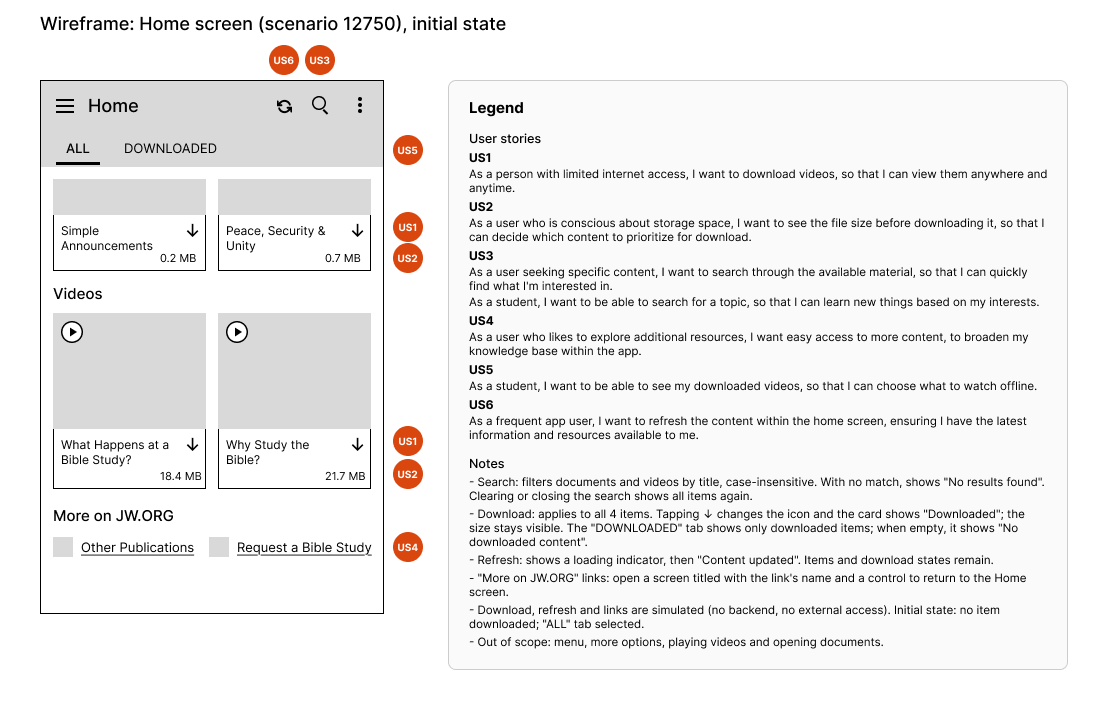 Wireframe: Home screen (scenario 12750), initial state
US6 US3
Home
ALL DOWNLOADED
US5
Simple
Announcements
0.2 MB
Peace, Security &
Unity
0.7 MB
US1
US2
Videos
What Happens at a
Bible Study?
18.4 MB
Why Study the
Bible?
21.7 MB
US1
US2
More on JW.ORG
Other Publications Request a Bible Study
US4
Legend
User stories
US1
As a person with limited internet access, I want to download videos, so that I can view them anywhere and
anytime.
US2
As a user who is conscious about storage space, I want to see the file size before downloading it, so that I
can decide which content to prioritize for download.
US3
As a user seeking specific content, I want to search through the available material, so that I can quickly
find what I'm interested in.
As a student, I want to be able to search for a topic, so that I can learn new things based on my interests.
US4
As a user who likes to explore additional resources, I want easy access to more content, to broaden my
knowledge base within the app.
US5
As a student, I want to be able to see my downloaded videos, so that I can choose what to watch offline.
US6
As a frequent app user, I want to refresh the content within the home screen, ensuring I have the latest
information and resources available to me.
Notes
- Search: filters documents and videos by title, case-insensitive. With no match, shows "No results found".
Clearing or closing the search shows all items again.
- Download: applies to all 4 items. Tapping ↓ changes the icon and the card shows "Downloaded"; the
size stays visible. The "DOWNLOADED" tab shows only downloaded items; when empty, it shows "No
downloaded content".
- Refresh: shows a loading indicator, then "Content updated". Items and download states remain.
- "More on JW.ORG" links: open a screen titled with the link's name and a control to return to the Home
screen.
- Download, refresh and links are simulated (no backend, no external access). Initial state: no item
downloaded; "ALL" tab selected.
- Out of scope: menu, more options, playing videos and opening documents.